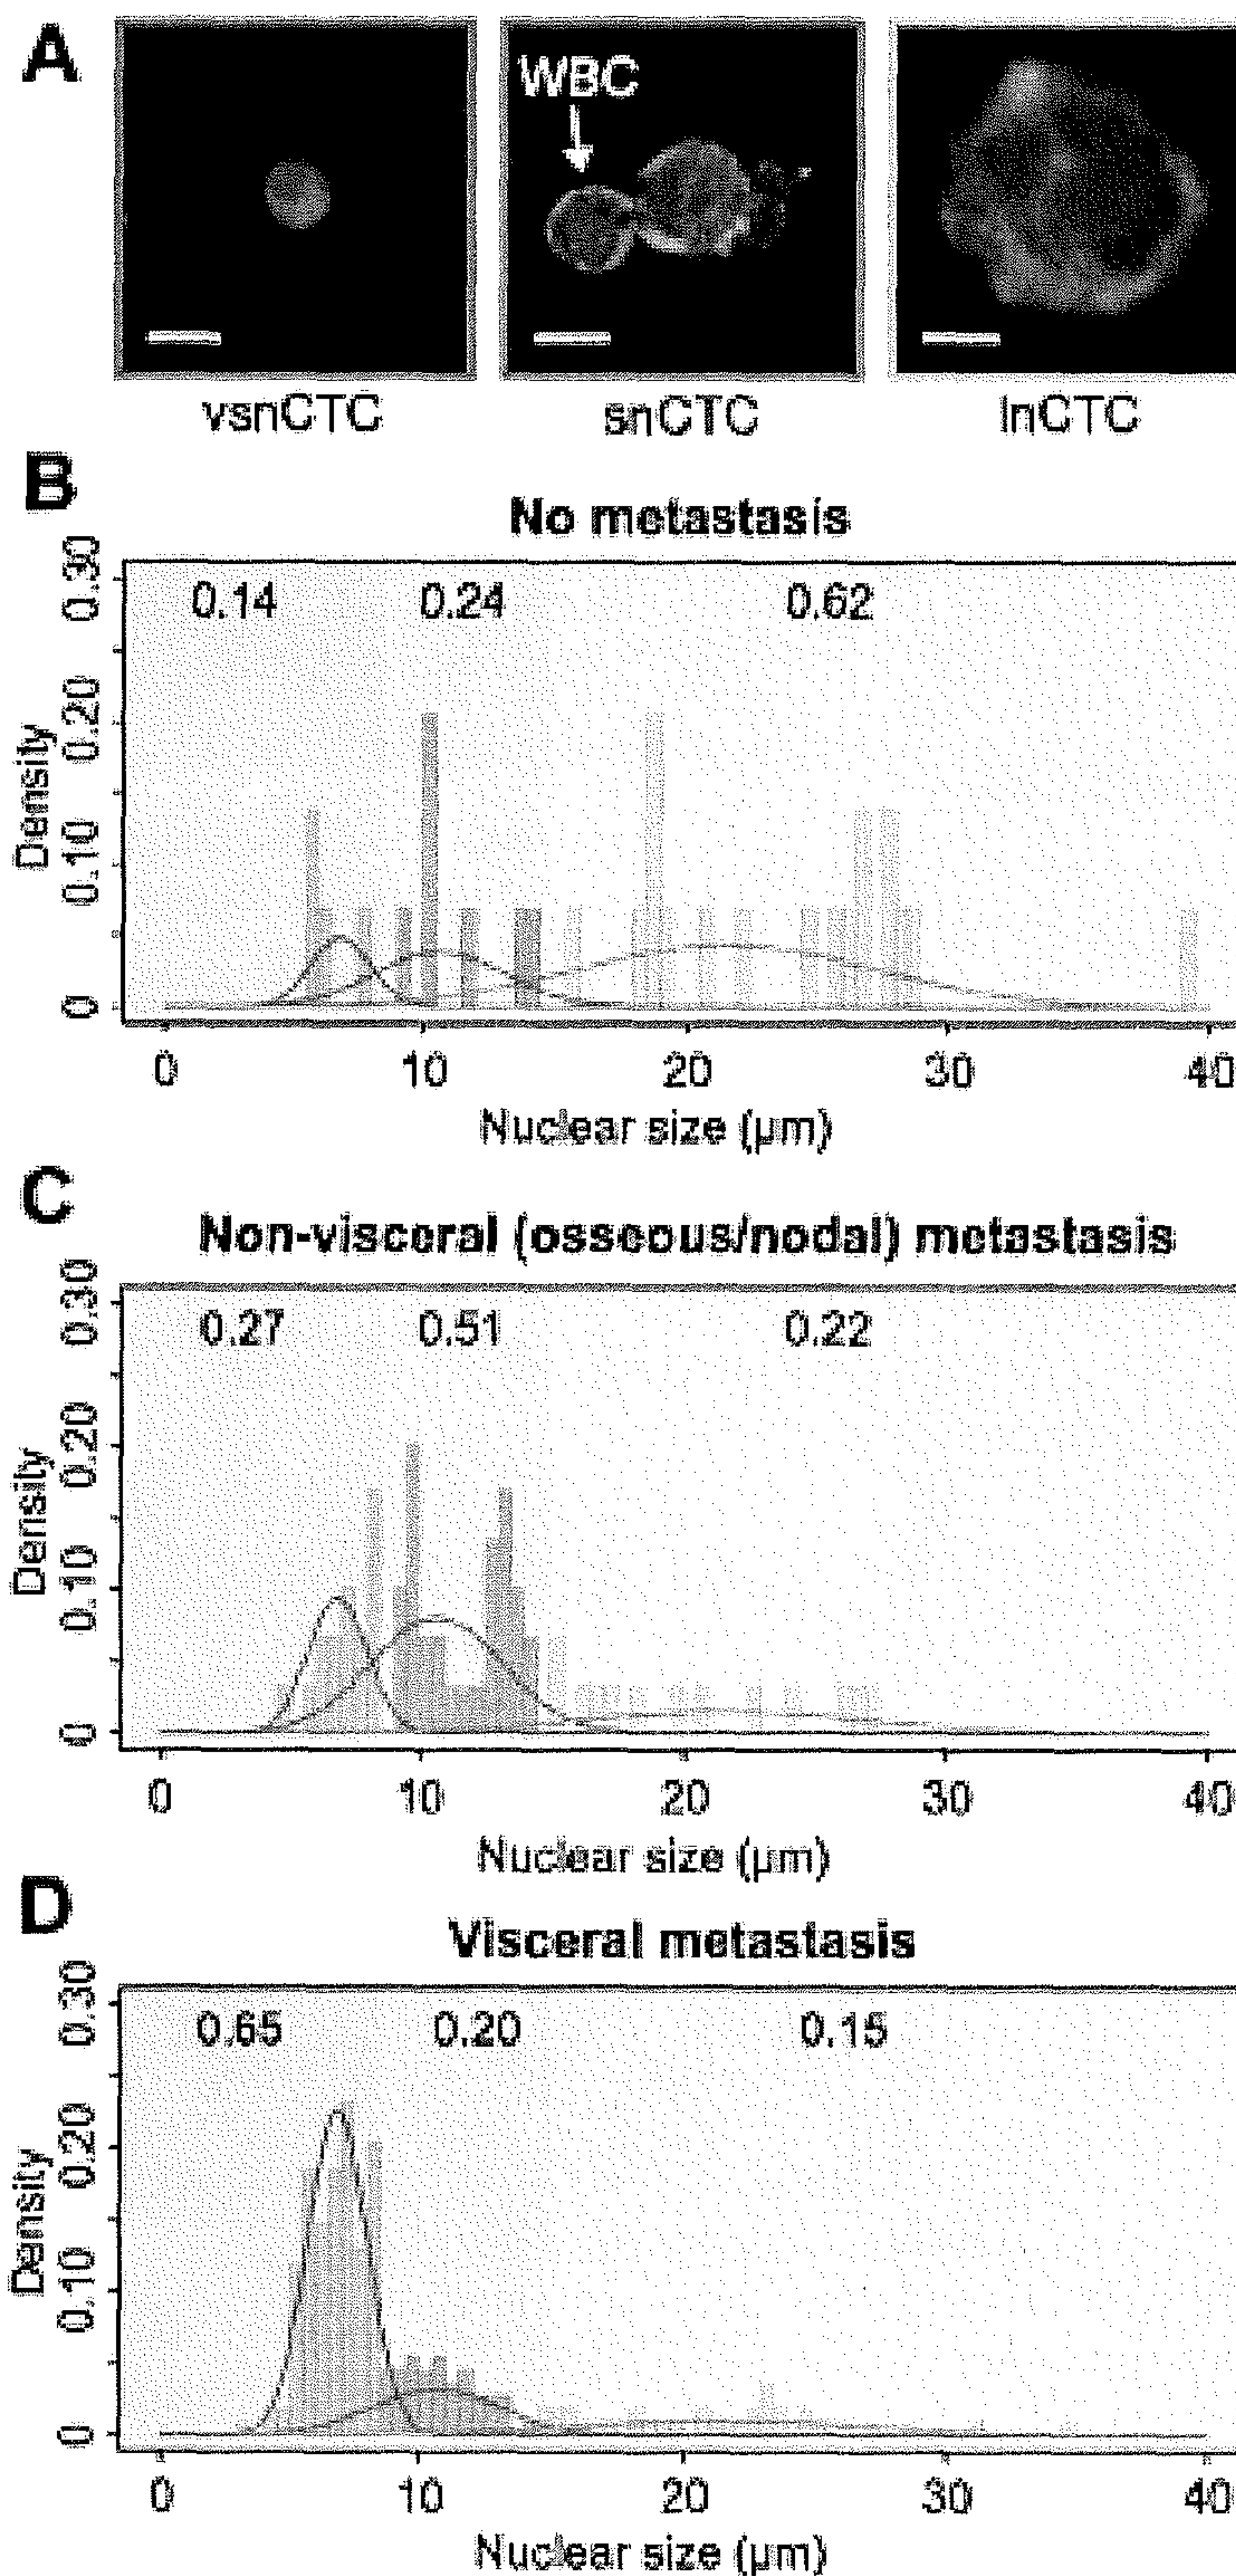 A
WBC
vsnCTC snCTC lnCTC
B
No metastasis
0.14 0.24 0.62
Density
0.30
0.20
0.10
0
0 10 20 30 40
Nuclear size (µm)
C
Non-visceral (osseous/nodal) metastasis
0.27 0.51 0.22
Density
0.30
0.20
0.10
0
0 10 20 30 40
Nuclear size (µm)
D
Visceral metastasis
0.65 0.20 0.15
Density
0.30
0.20
0.10
0
0 10 20 30 40
Nuclear size (µm)